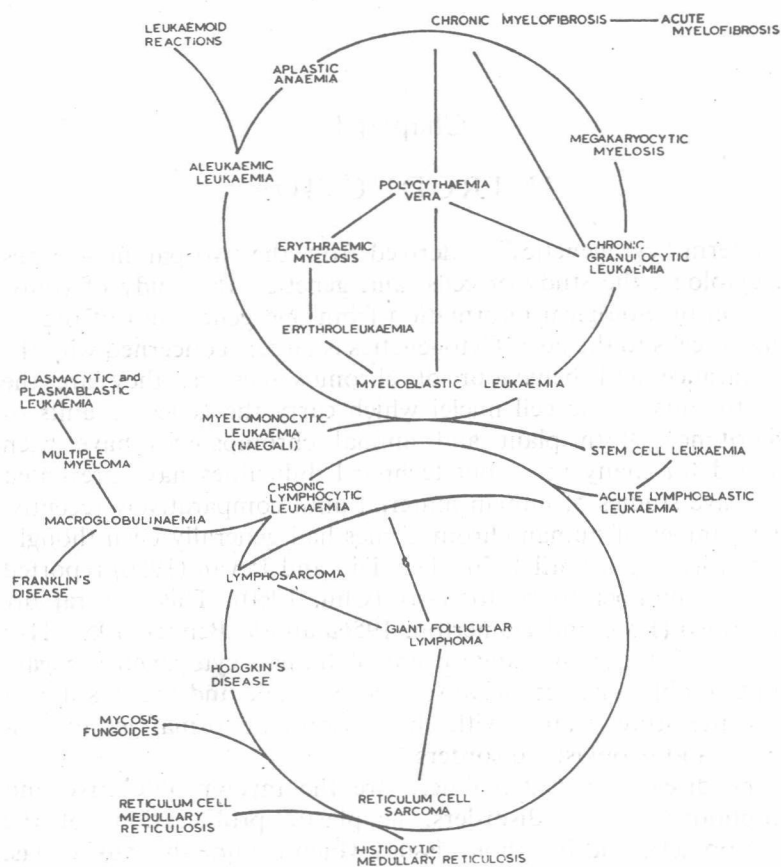 LEUKAEMOID
REACTIONS
CHRONIC MYELOFIBROSIS
ACUTE
MYELOFIBROSIS
APLASTIC
ANAEMIA
MEGAKARYOCYTIC
MYELOSIS
ALEUKAEMIC
LEUKAEMIA
POLYCYTHAEMIA
VERA
ERYTHRAEMIC
MYELOSIS
CHRONIC
GRANULOCYTIC
LEUKAEMIA
ERYTHROLEUKAEMIA
MYELOBLASTIC LEUKAEMIA
PLASMACYTIC and
PLASMABLASTIC
LEUKAEMIA
MYELOMONOCYTIC
LEUKAEMIA
(NAEGALI)
STEM CELL LEUKAEMIA
MULTIPLE
MYELOMA
CHRONIC
LYMPHOCYTIC
LEUKAEMIA
ACUTE LYMPHOBLASTIC
LEUKAEMIA
MACROGLOBULINAEMIA
FRANKLIN'S
DISEASE
LYMPHOSARCOMA
GIANT FOLLICULAR
LYMPHOMA
HODGKIN'S
DISEASE
MYCOSIS
FUNGOIDES
RETICULUM CELL
MEDULLARY
RETICULOSIS
RETICULUM CELL
SARCOMA
HISTIOCYTIC
MEDULLARY RETICULOSIS